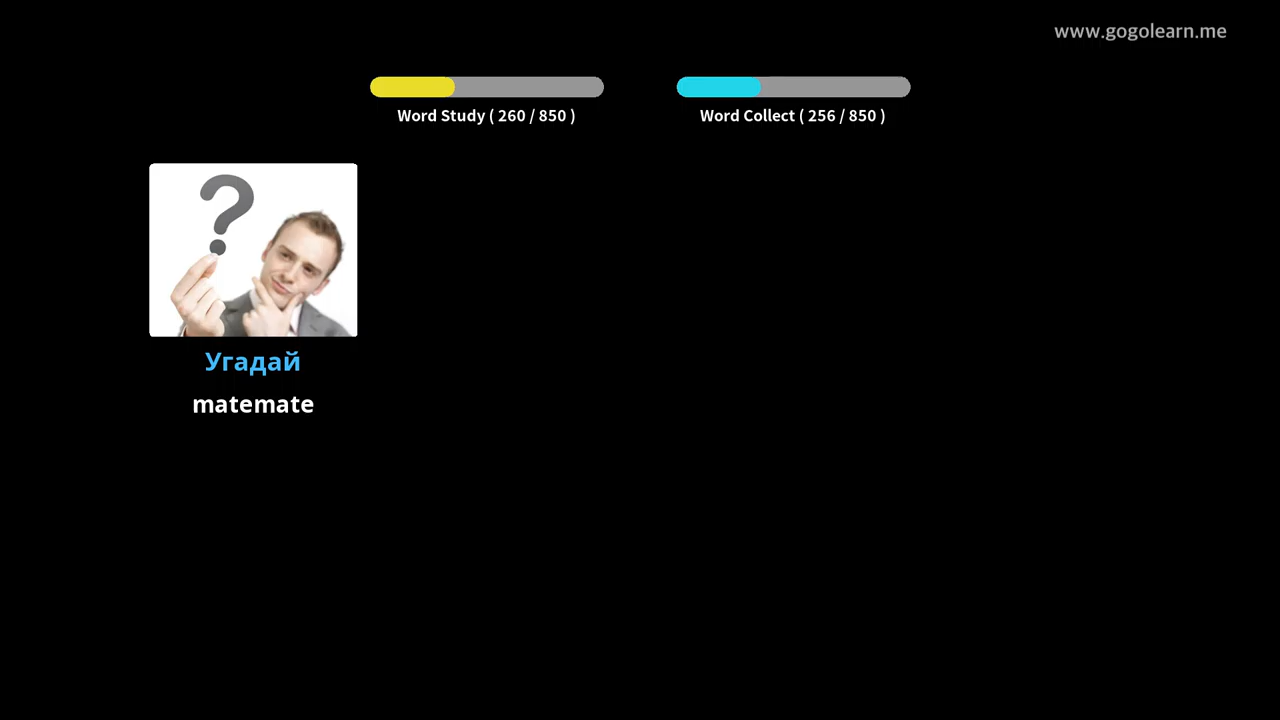 www.gogolearn.me
Word Study ( 260 / 850 )
Word Collect ( 256 / 850 )
?
Угадай
matemate